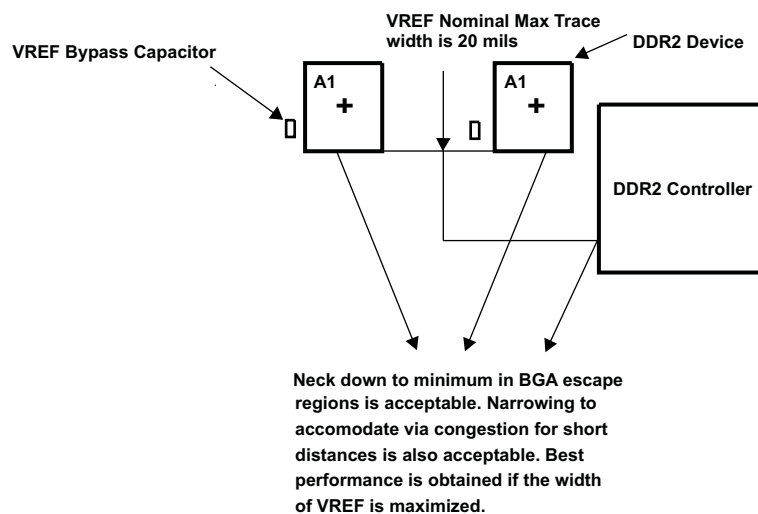 VREF Nominal Max Trace
width is 20 mils
VREF Bypass Capacitor
DDR2 Device
A1
+
A1
+
DDR2 Controller
Neck down to minimum in BGA escape
regions is acceptable. Narrowing to
accomodate via congestion for short
distances is also acceptable. Best
performance is obtained if the width
of VREF is maximized.